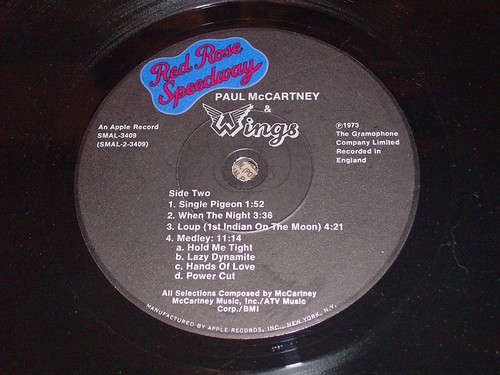 Red Rose
Speedway
PAUL McCARTNEY
&
Wings
An Apple Record
SMAL-3409
(SMAL-2-3409)
℗1973
The Gramophone
Company Limited
Recorded in
England
Side Two
1. Single Pigeon 1:52
2. When The Night 3:36
3. Loup (1st Indian On The Moon) 4:21
4. Medley: 11:14
a. Hold Me Tight
b. Lazy Dynamite
c. Hands Of Love
d. Power Cut
All Selections Composed by McCartney
McCartney Music, Inc./ATV Music
Corp./BMI
MANUFACTURED BY APPLE RECORDS, INC., NEW YORK, N.Y.